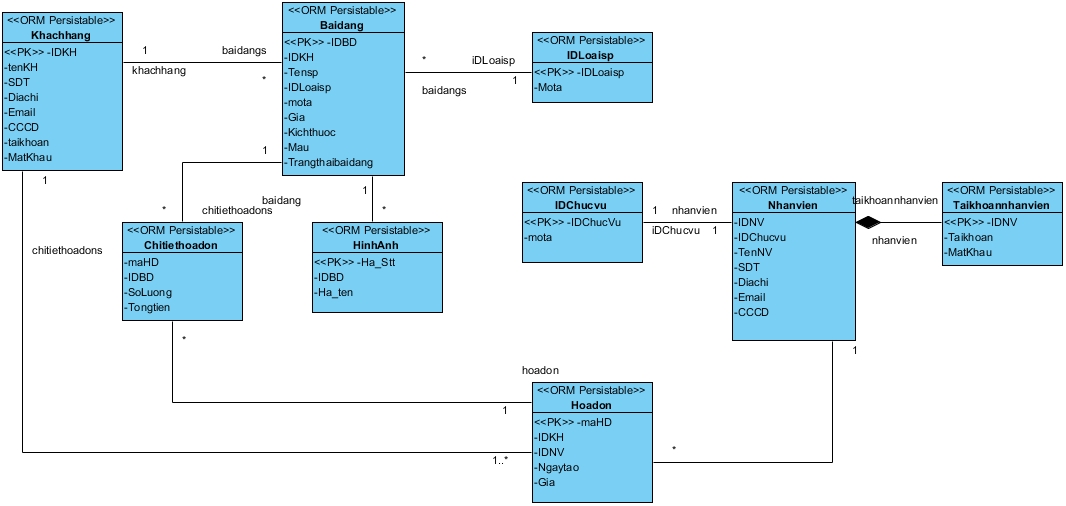 <<ORM Persistable>>
Khachhang
<<PK>> -IDKH
-tenKH
-SDT
-Diachi
-Email
-CCCD
-taikhoan
-MatKhau
1
baidangs
khachhang
*
<<ORM Persistable>>
Baidang
<<PK>> -IDBD
-IDKH
-Tensp
-IDLoaisp
-mota
-Gia
-Kichthuoc
-Mau
-Trangthaibaidang
*
iDLoaisp
1
baidangs
<<ORM Persistable>>
IDLoaisp
<<PK>> -IDLoaisp
-Mota
1
*
chitiethoadons
baidang
1
*
1
chitiethoadons
<<ORM Persistable>>
Chitiethoadon
-maHD
-IDBD
-SoLuong
-Tongtien
<<ORM Persistable>>
HinhAnh
<<PK>> -Ha_Stt
-IDBD
-Ha_ten
<<ORM Persistable>>
IDChucvu
<<PK>> -IDChucVu
-mota
1
nhanvien
iDChucvu
1
<<ORM Persistable>>
Nhanvien
-IDNV
-IDChucvu
-TenNV
-SDT
-Diachi
-Email
-CCCD
taikhoannhanvien
nhanvien
<<ORM Persistable>>
Taikhoannhanvien
<<PK>> -IDNV
-Taikhoan
-MatKhau
*
1
hoadon
1
1..*
*
<<ORM Persistable>>
Hoadon
<<PK>> -maHD
-IDKH
-IDNV
-Ngaytao
-Gia